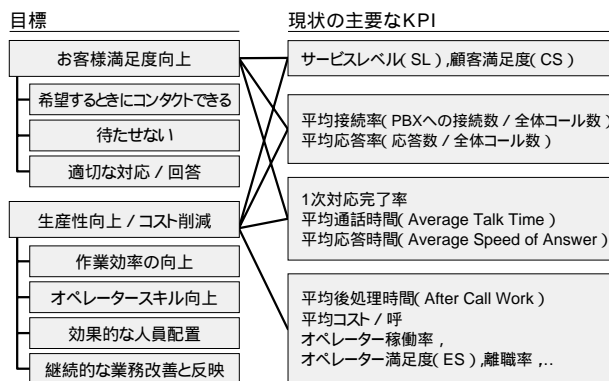 目標
お客様満足度向上
希望するときにコンタクトできる
待たせない
適切な対応 / 回答
生産性向上 / コスト削減
作業効率の向上
オペレータースキル向上
効果的な人員配置
継続的な業務改善と反映
現状の主要なKPI
サービスレベル( SL ) ,顧客満足度( CS )
平均接続率( PBXへの接続数 / 全体コール数 )
平均応答率( 応答数 / 全体コール数 )
1次対応完了率
平均通話時間( Average Talk Time )
平均応答時間( Average Speed of Answer )
平均後処理時間( After Call Work )
平均コスト / 呼
オペレーター稼働率 ,
オペレーター満足度( ES ) ,離職率 ,..